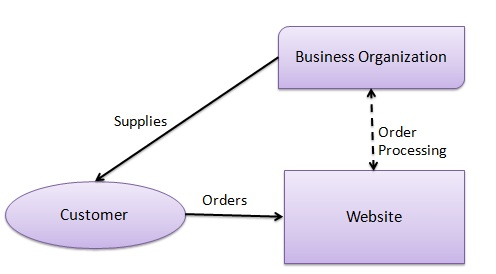 Business Organization
Supplies
Order
Processing
Orders
Customer
Website